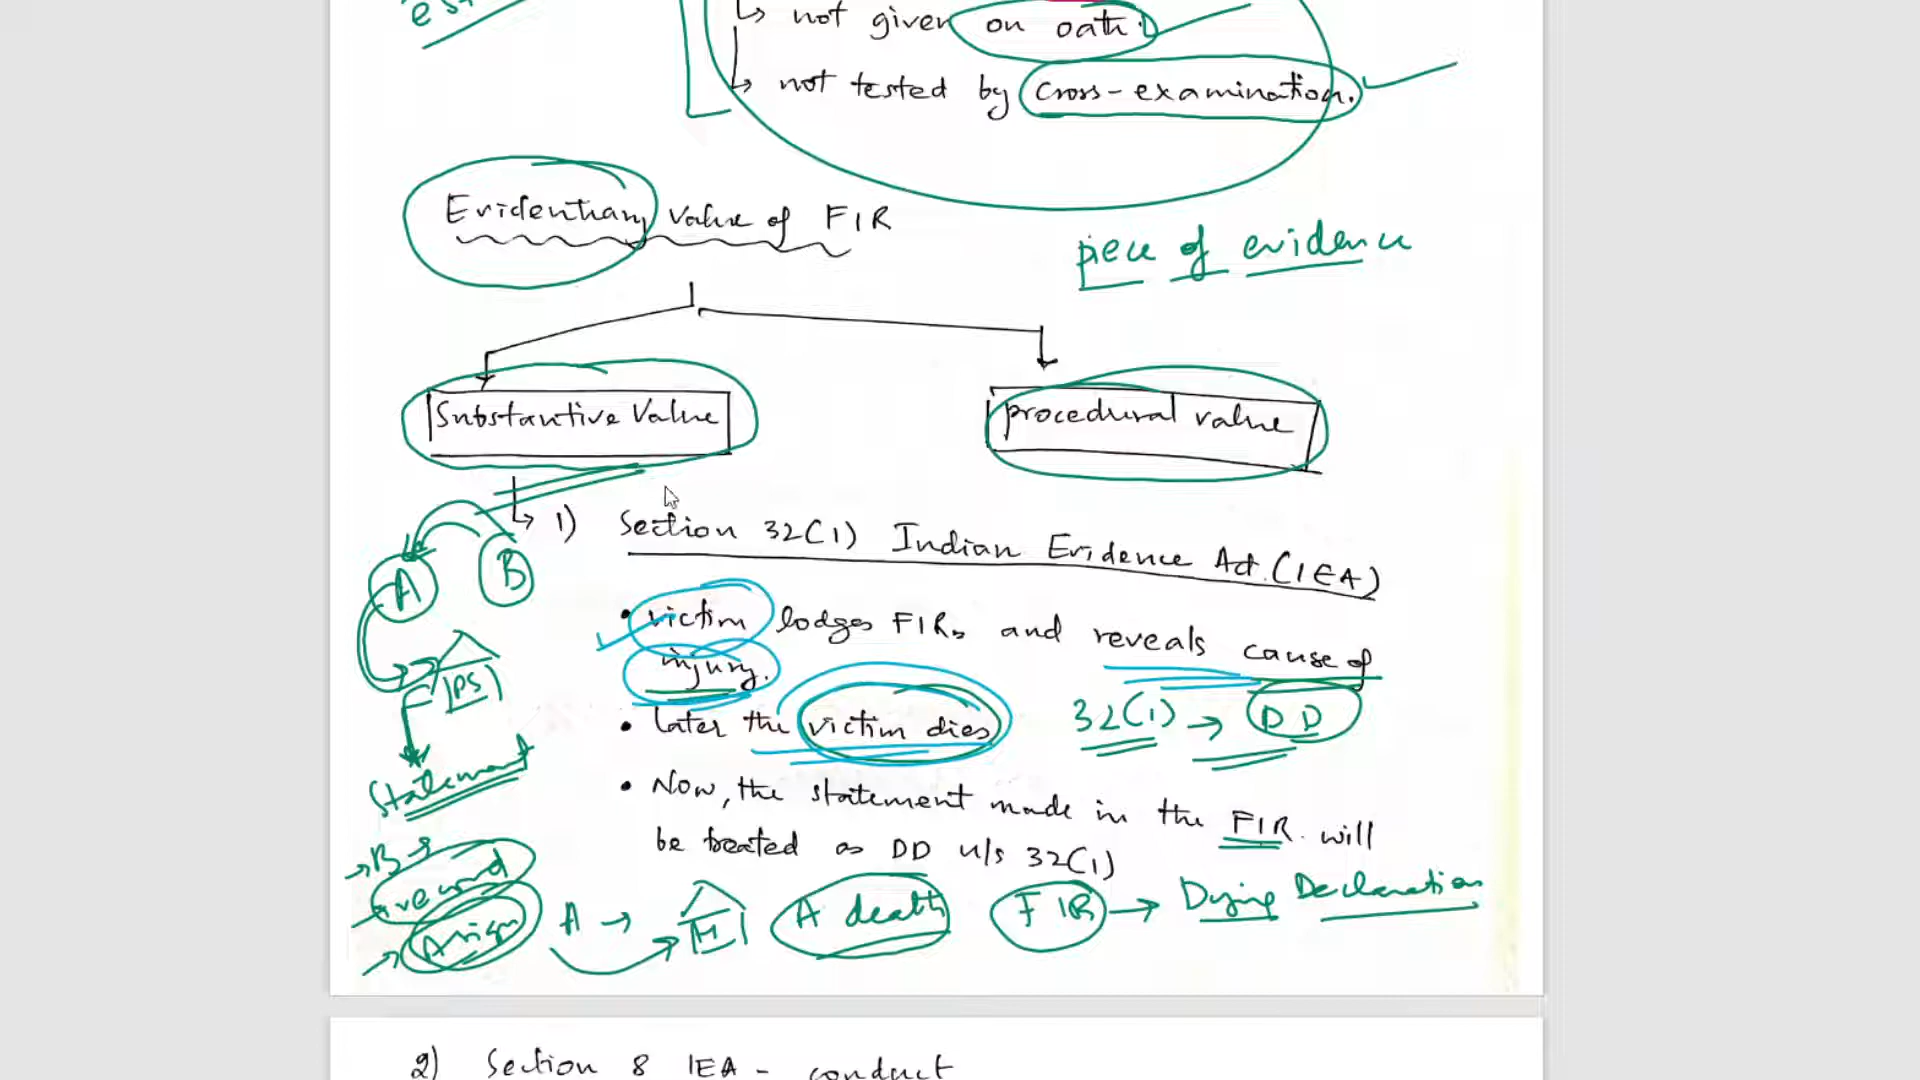 ↳ not given on oath.
↳ not tested by cross-examination.
Evidentiary value of FIR
piece of evidence
Substantive Value
procedural value
↳ 1) Section 32(1) Indian Evidence Act. (IEA)
A B
• victim lodges FIR, and reveals cause of
injury.
PS
• Later the victim dies 32(1) → DD
Statement
• Now, the statement made in the FIR will
be treated as DD u/s 32(1)
→ B
record
→ A sign
A → H A death FIR → Dying Declaration
2) Section 8 IEA - conduct